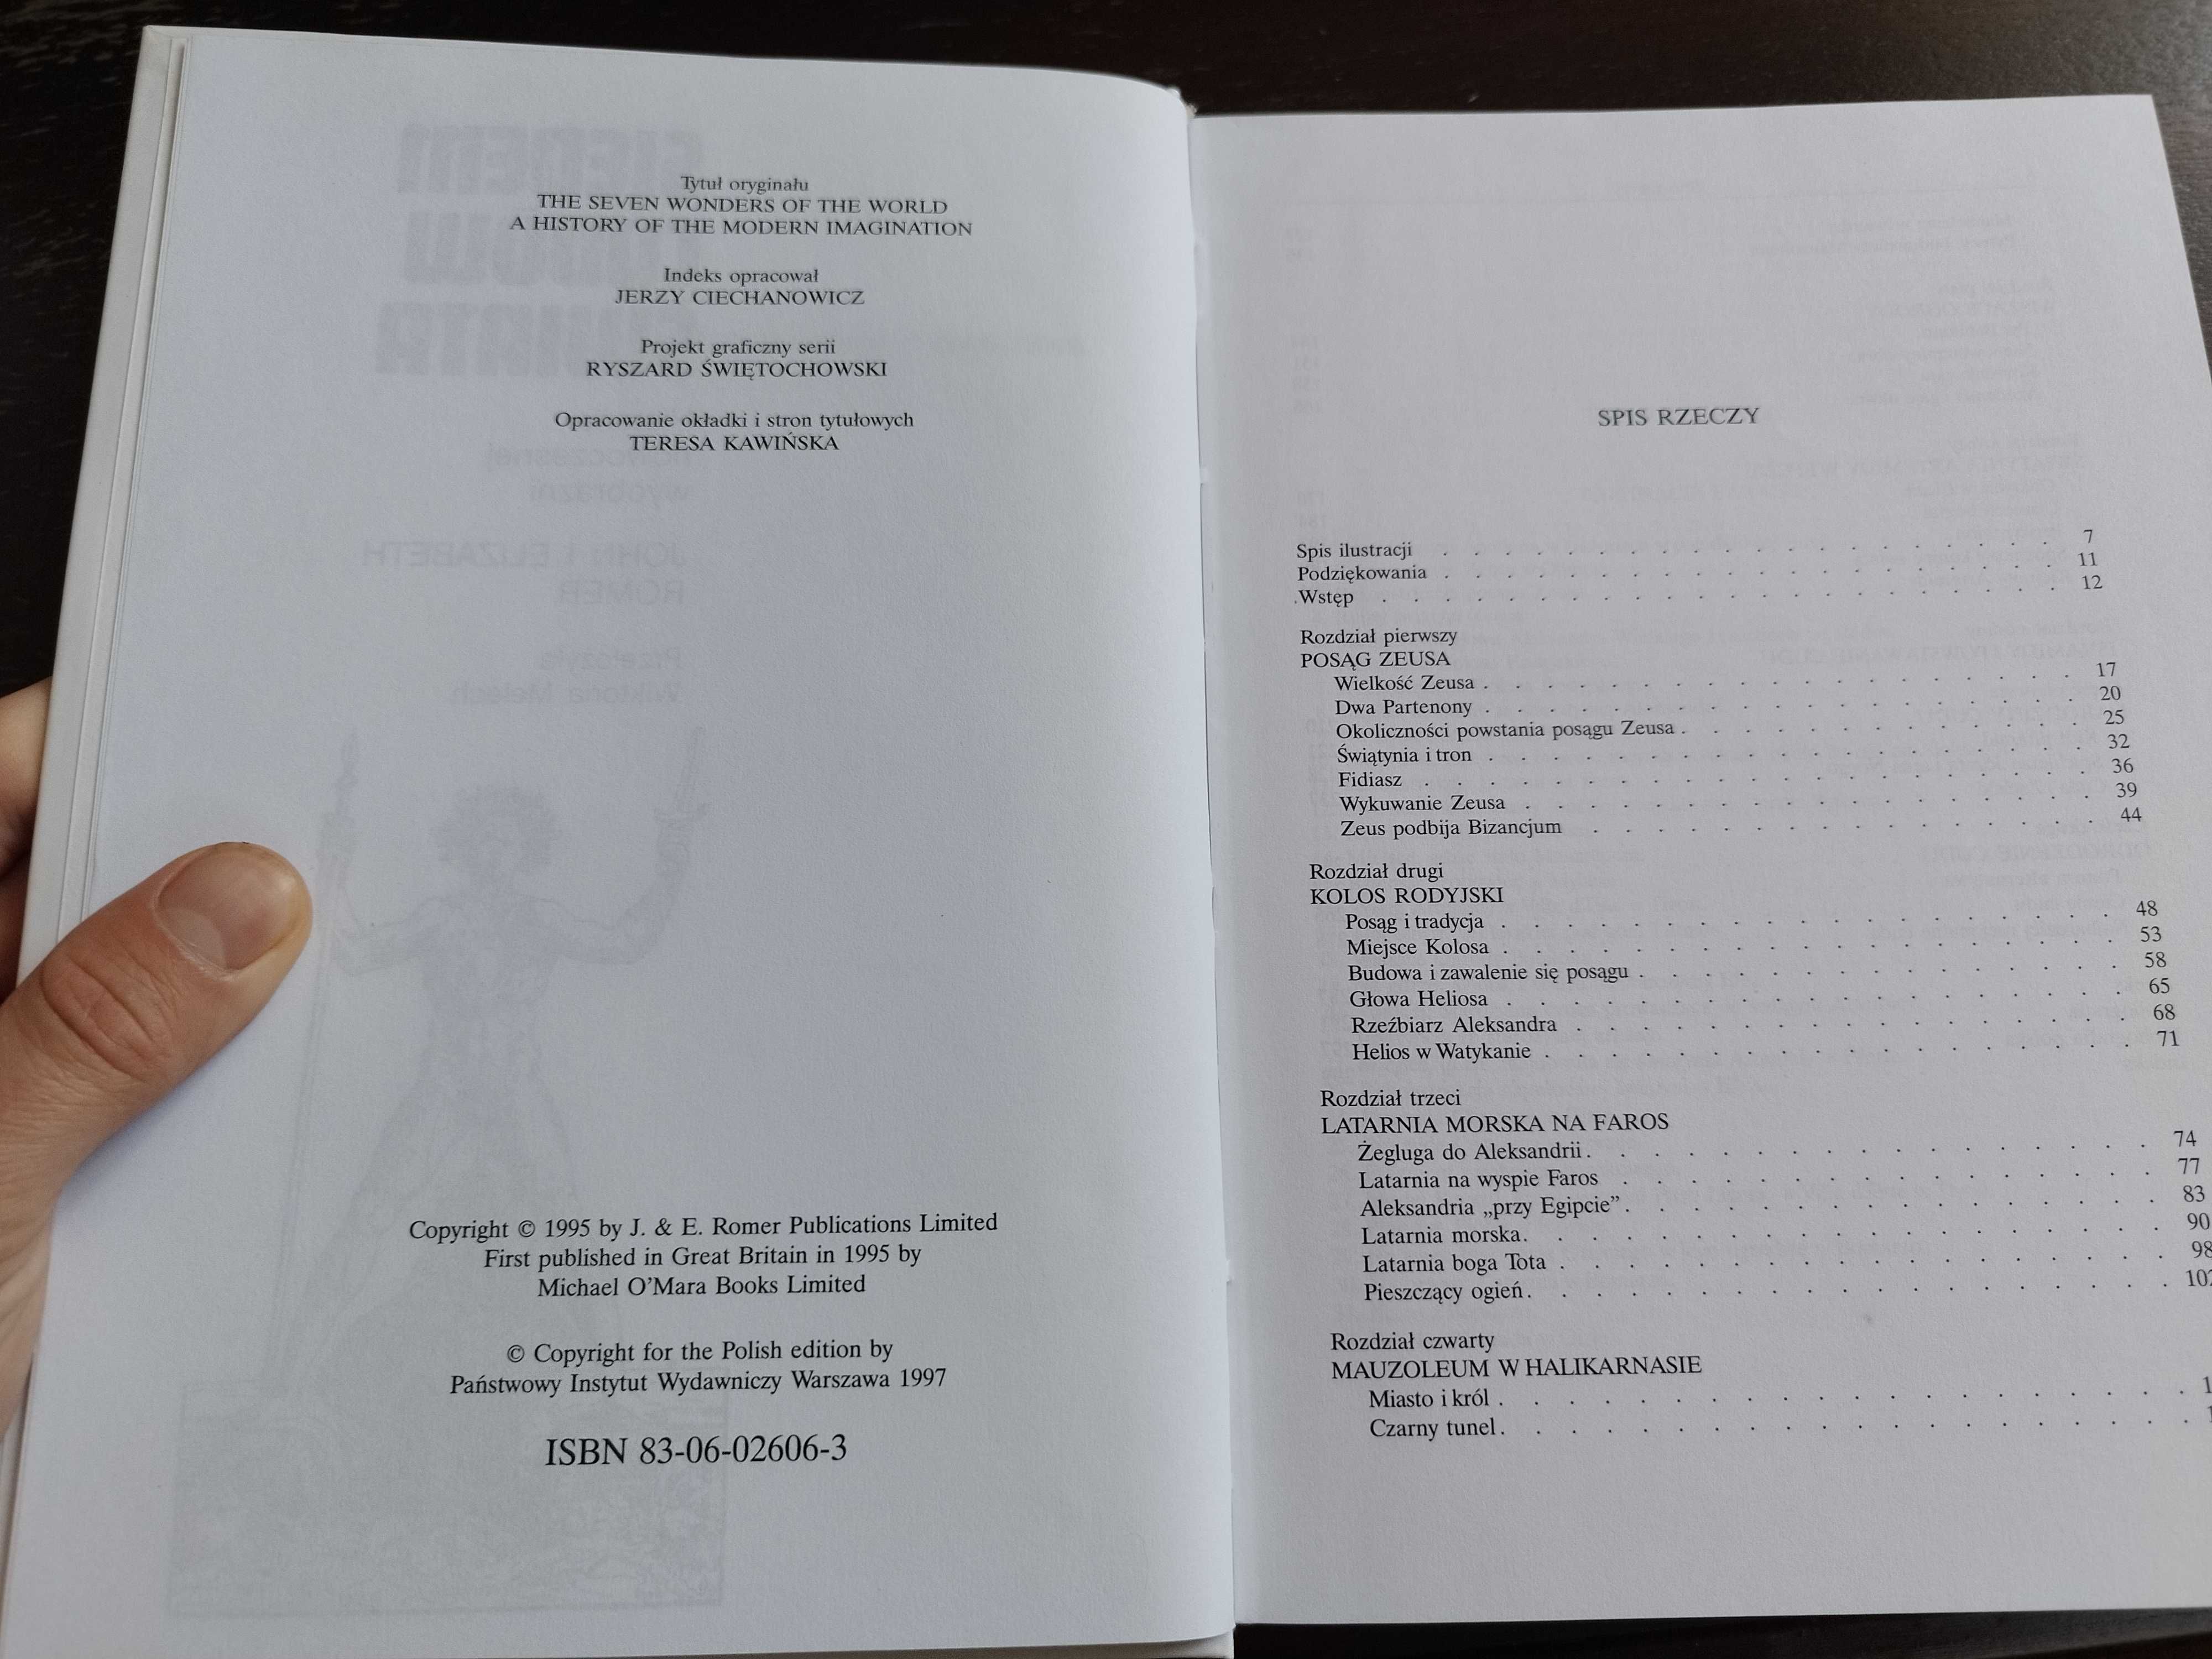 Tytuł oryginału
THE SEVEN WONDERS OF THE WORLD
A HISTORY OF THE MODERN IMAGINATION
Indeks opracował
JERZY CIECHANOWICZ
Projekt graficzny serii
RYSZARD ŚWIĘTOCHOWSKI
Opracowanie okładki i stron tytułowych
TERESA KAWIŃSKA
Copyright © 1995 by J. & E. Romer Publications Limited
First published in Great Britain in 1995 by
Michael O'Mara Books Limited
© Copyright for the Polish edition by
Państwowy Instytut Wydawniczy Warszawa 1997
ISBN 83-06-02606-3
SPIS RZECZY
Spis ilustracji . . . . . . . . . . . . . . . . . . . . 7
Podziękowania . . . . . . . . . . . . . . . . . . . . 11
Wstęp . . . . . . . . . . . . . . . . . . . . . . 12
Rozdział pierwszy
POSĄG ZEUSA
Wielkość Zeusa . . . . . . . . . . . . . . . . . . 17
Dwa Partenony . . . . . . . . . . . . . . . . . . 20
Okoliczności powstania posągu Zeusa . . . . . . . . . . . . 25
Świątynia i tron . . . . . . . . . . . . . . . . . . 32
Fidiasz . . . . . . . . . . . . . . . . . . . . 36
Wykuwanie Zeusa . . . . . . . . . . . . . . . . . 39
Zeus podbija Bizancjum . . . . . . . . . . . . . . . 44
Rozdział drugi
KOLOS RODYJSKI
Posąg i tradycja . . . . . . . . . . . . . . . . . . 48
Miejsce Kolosa . . . . . . . . . . . . . . . . . . 53
Budowa i zawalenie się posągu . . . . . . . . . . . . . . 58
Głowa Heliosa . . . . . . . . . . . . . . . . . . 65
Rzeźbiarz Aleksandra . . . . . . . . . . . . . . . . 68
Helios w Watykanie . . . . . . . . . . . . . . . . . 71
Rozdział trzeci
LATARNIA MORSKA NA FAROS
Żegluga do Aleksandrii . . . . . . . . . . . . . . . . 74
Latarnia na wyspie Faros . . . . . . . . . . . . . . . 77
Aleksandria „przy Egipcie” . . . . . . . . . . . . . . . 83
Latarnia morska . . . . . . . . . . . . . . . . . . 90
Latarnia boga Tota . . . . . . . . . . . . . . . . . 98
Pieszczący ogień . . . . . . . . . . . . . . . . . .
Rozdział czwarty
MAUZOLEUM W HALIKARNASIE
Miasto i król . . . . . . . . . . . . . . . . . . .
Czarny tunel . . . . . . . . . . . . . . . . . . .